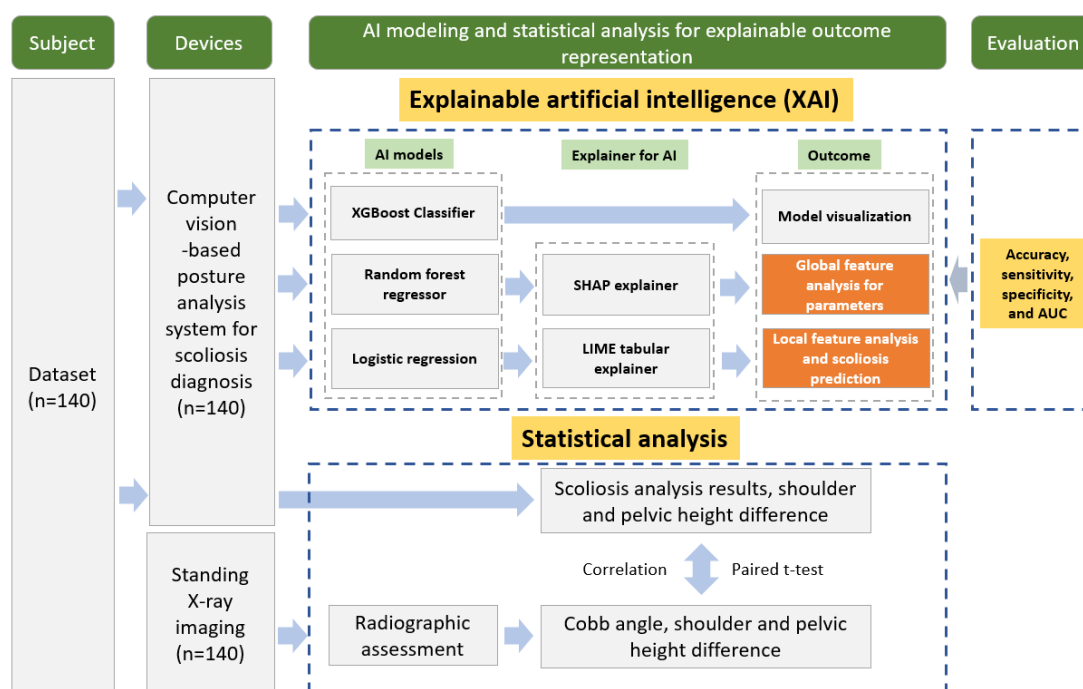 Subject
Devices
AI modeling and statistical analysis for explainable outcome
representation
Evaluation
Explainable artificial intelligence (XAI)
AI models
Explainer for AI
Outcome
Dataset
(n=140)
Computer
vision
-based
posture
analysis
system for
scoliosis
diagnosis
(n=140)
XGBoost Classifier
Model visualization
Random forest
regressor
SHAP explainer
Global feature
analysis for
parameters
Logistic regression
LIME tabular
explainer
Local feature analysis
and scoliosis
prediction
Accuracy,
sensitivity,
specificity,
and AUC
Statistical analysis
Scoliosis analysis results, shoulder
and pelvic height difference
Correlation
Paired t-test
Standing
X-ray
imaging
(n=140)
Radiographic
assessment
Cobb angle, shoulder and pelvic
height difference